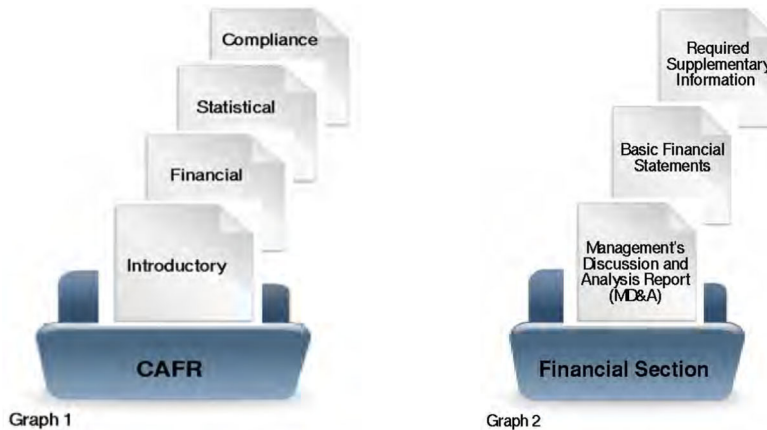 Compliance
Statistical
Financial
Introductory
CAFR
Graph 1
Required
Supplementary
Information
Basic Financial
Statements
Management's
Discussion and
Analysis Report
(MD&A)
Financial Section
Graph 2